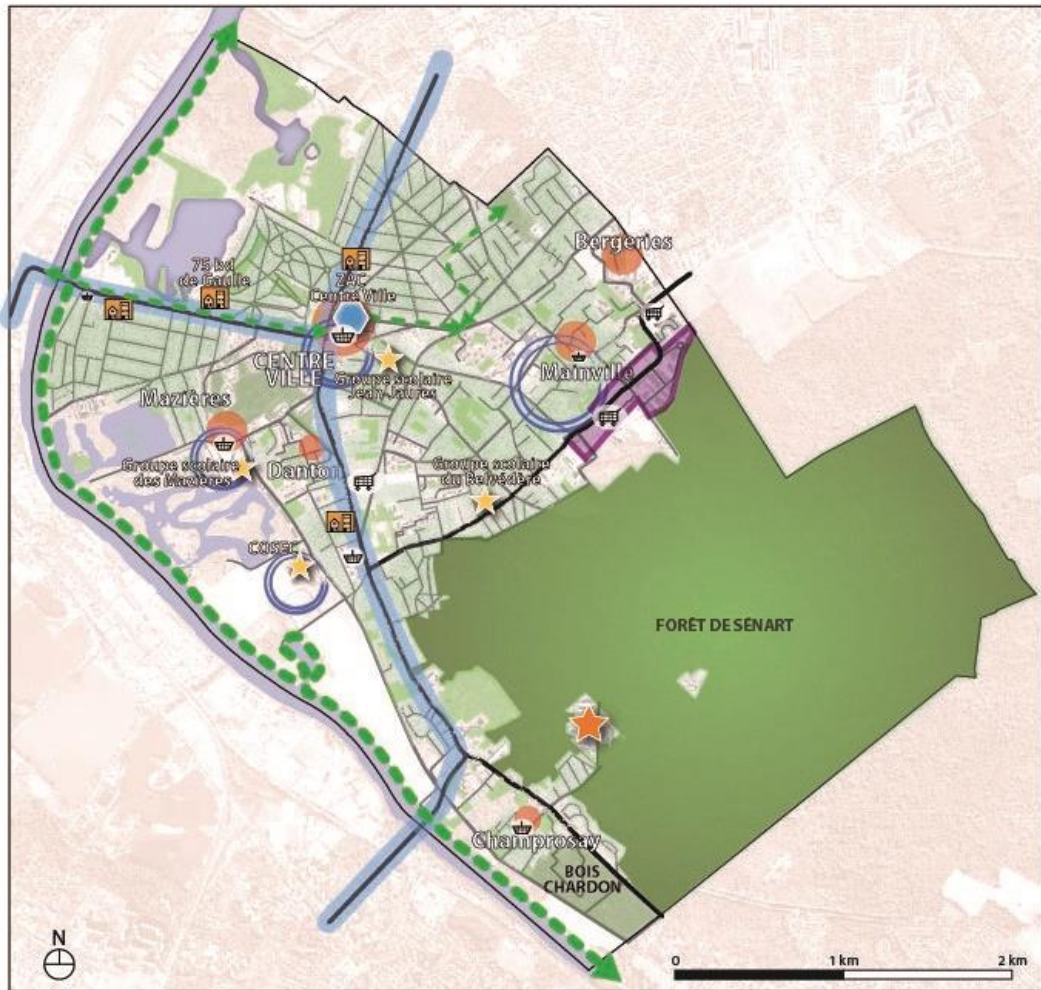 Bergeries
75 bd
de Gaulle
ZAC
Centre Ville
CENTRE
VILLE
Groupe scolaire
Jean-Jaures
Mainville
Mazières
Groupe scolaire
des Mazières
Danton
Groupe scolaire
du Belvédère
COSEC
FORÊT DE SÉNART
Champrosay
BOIS
CHARDON
N
0 1 km 2 km